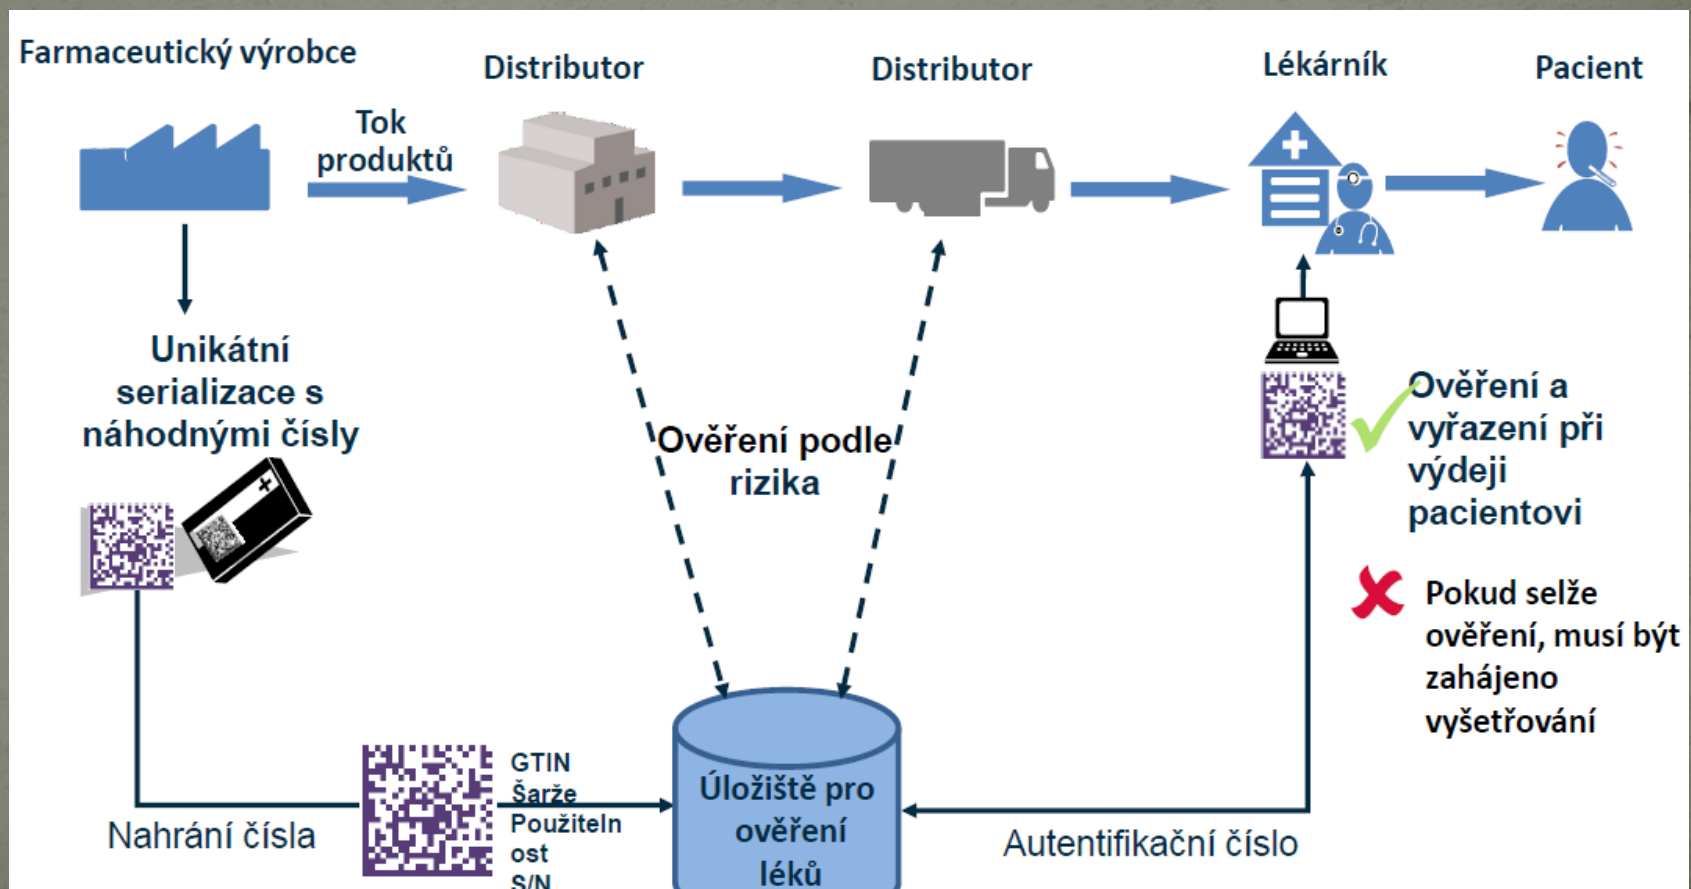 Farmaceutický výrobce
Distributor
Distributor
Lékárník
Pacient
Tok
produktů
Unikátní
serializace s
náhodnými čísly
Ověření podle
rizika
Ověření a
vyřazení při
výdeji
pacientovi
Pokud selže
ověření, musí být
zahájeno
vyšetřování
Nahrání čísla
GTIN
Šarže
Použiteln
ost
S/N
Úložiště pro
ověření
léků
Autentifikační číslo